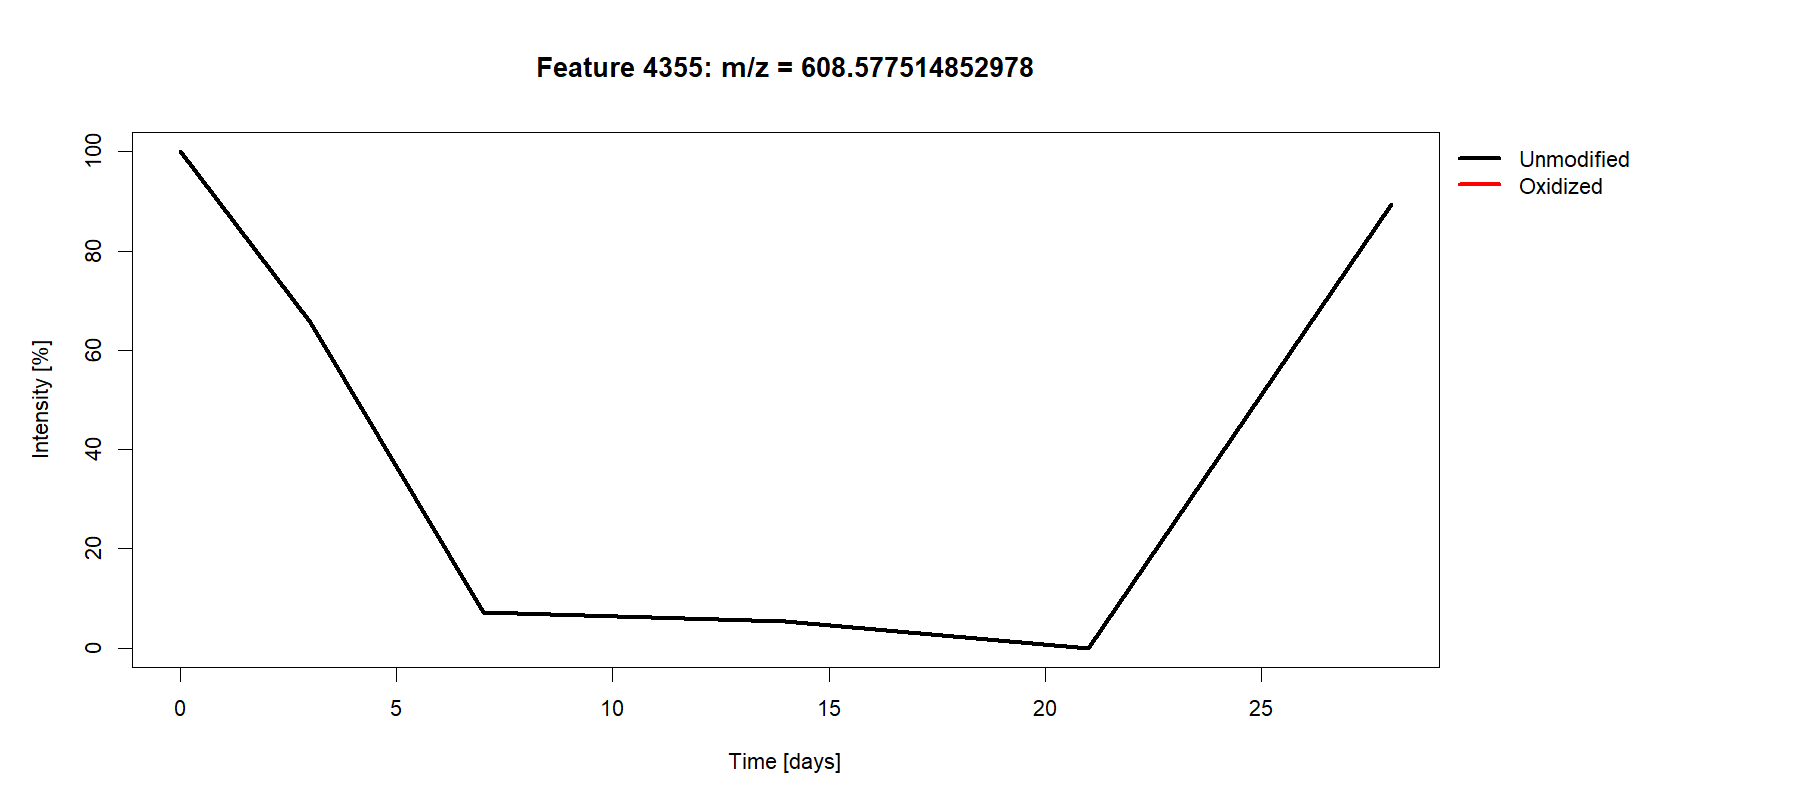 Feature 4355: m/z = 608.577514852978
Unmodified
Oxidized
Intensity [%]
100
80
60
40
20
0
0 5 10 15 20 25
Time [days]